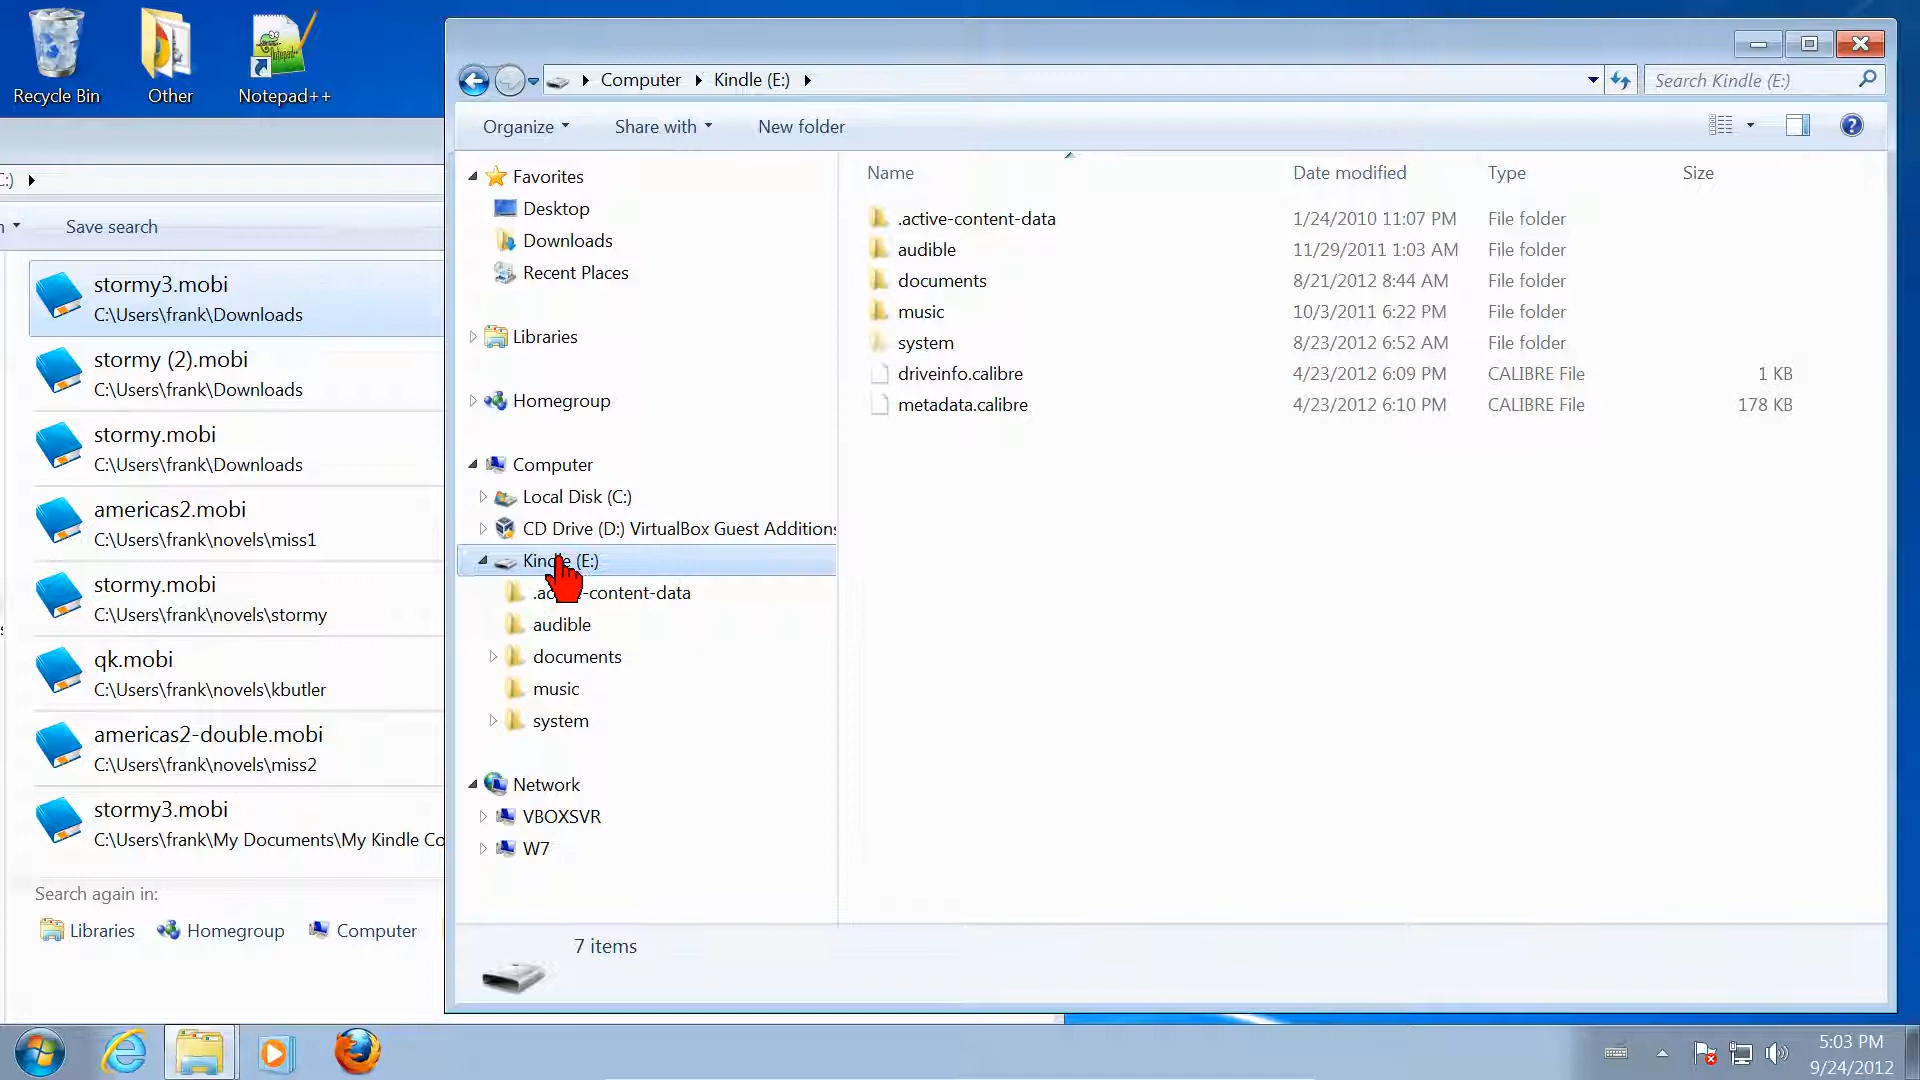 Recycle Bin
Other
Notepad++
Computer
Kindle (E:)
Search Kindle (E:)
Organize
Share with
New folder
C:)
Save search
stormy3.mobi
C:\Users\frank\Downloads
stormy (2).mobi
C:\Users\frank\Downloads
stormy.mobi
C:\Users\frank\Downloads
americas2.mobi
C:\Users\frank\novels\miss1
stormy.mobi
C:\Users\frank\novels\stormy
qk.mobi
C:\Users\frank\novels\kbutler
americas2-double.mobi
C:\Users\frank\novels\miss2
stormy3.mobi
C:\Users\frank\My Documents\My Kindle Co
Search again in:
Libraries
Homegroup
Computer
Favorites
Desktop
Downloads
Recent Places
Libraries
Homegroup
Computer
Local Disk (C:)
CD Drive (D:) VirtualBox Guest Additions
Kindle (E:)
.active-content-data
audible
documents
music
system
Network
VBOXSVR
W7
Name Date modified Type Size
.active-content-data 1/24/2010 11:07 PM File folder
audible 11/29/2011 1:03 AM File folder
documents 8/21/2012 8:44 AM File folder
music 10/3/2011 6:22 PM File folder
system 8/23/2012 6:52 AM File folder
driveinfo.calibre 4/23/2012 6:09 PM CALIBRE File 1 KB
metadata.calibre 4/23/2012 6:10 PM CALIBRE File 178 KB
7 items
5:03 PM
9/24/2012